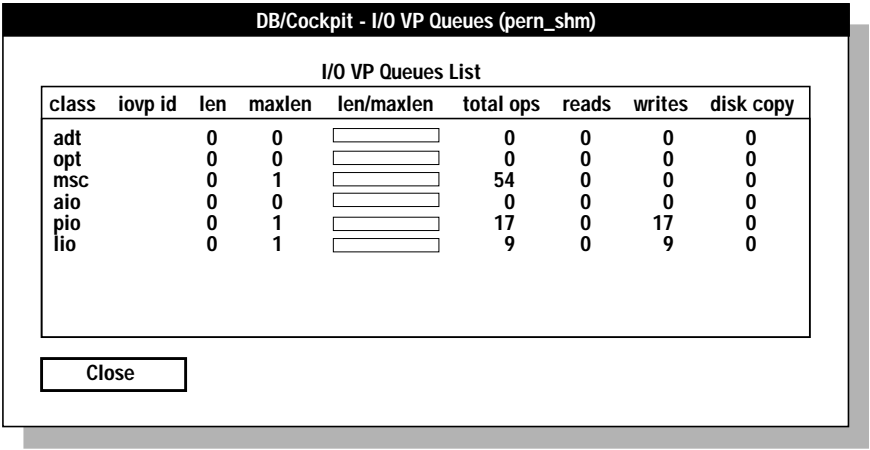 DB/Cockpit - I/O VP Queues (pern_shm)
I/O VP Queues List
class iovp id len maxlen len/maxlen total ops reads writes disk copy
adt 0 0 0 0 0 0
opt 0 0 0 0 0 0
msc 0 1 54 0 0 0
aio 0 0 0 0 0 0
pio 0 1 17 0 17 0
lio 0 1 9 0 9 0
Close